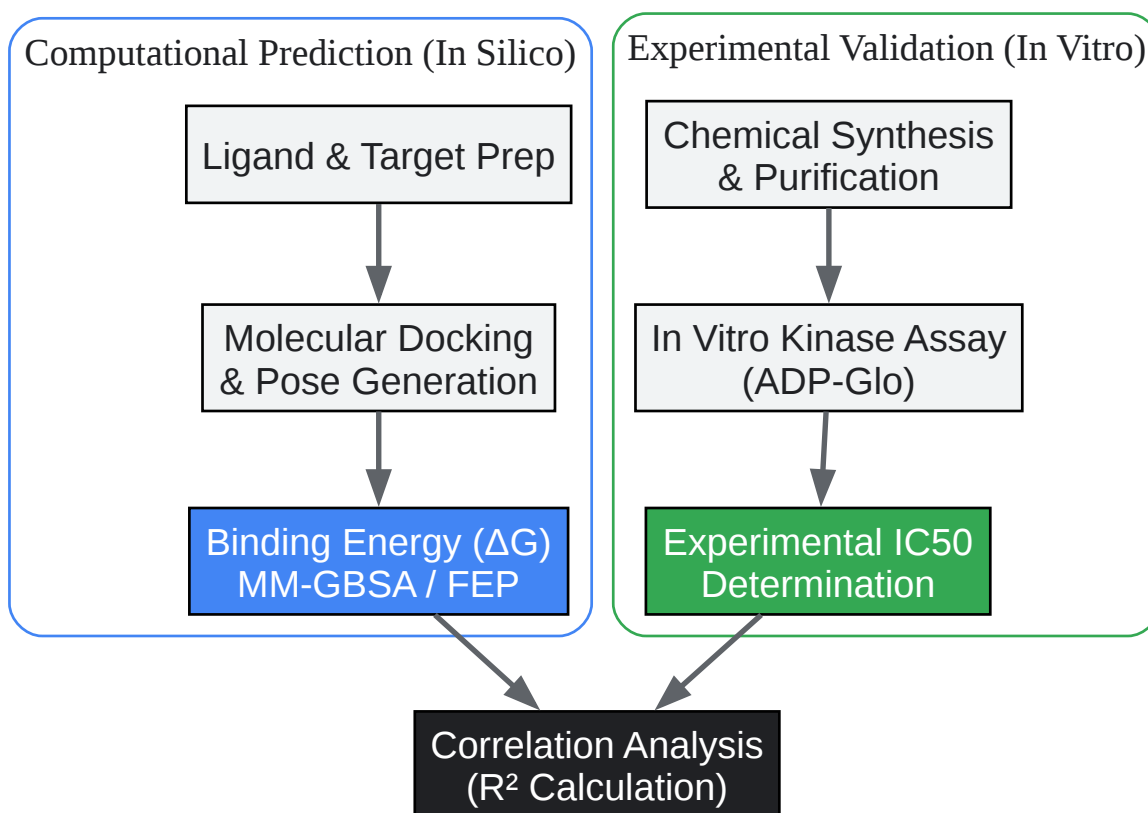 Computational Prediction (In Silico)
Ligand & Target Prep
Molecular Docking
& Pose Generation
Binding Energy (ΔG)
MM-GBSA / FEP
Experimental Validation (In Vitro)
Chemical Synthesis
& Purification
In Vitro Kinase Assay
(ADP-Glo)
Experimental IC50
Determination
Correlation Analysis
(R² Calculation)